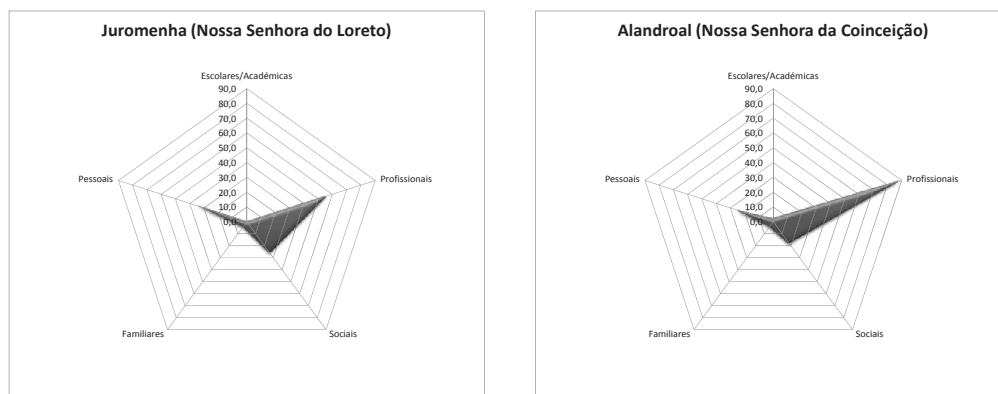 Juromenha (Nossa Senhora do Loreto)
Escolares/Académicas
90,0
80,0
70,0
60,0
50,0
40,0
30,0
20,0
10,0
0,0
Pessoais
Profissionais
Familiares
Sociais
Alandroal (Nossa Senhora da Coinceição)
Escolares/Académicas
90,0
80,0
70,0
60,0
50,0
40,0
30,0
20,0
10,0
0,0
Pessoais
Profissionais
Familiares
Sociais